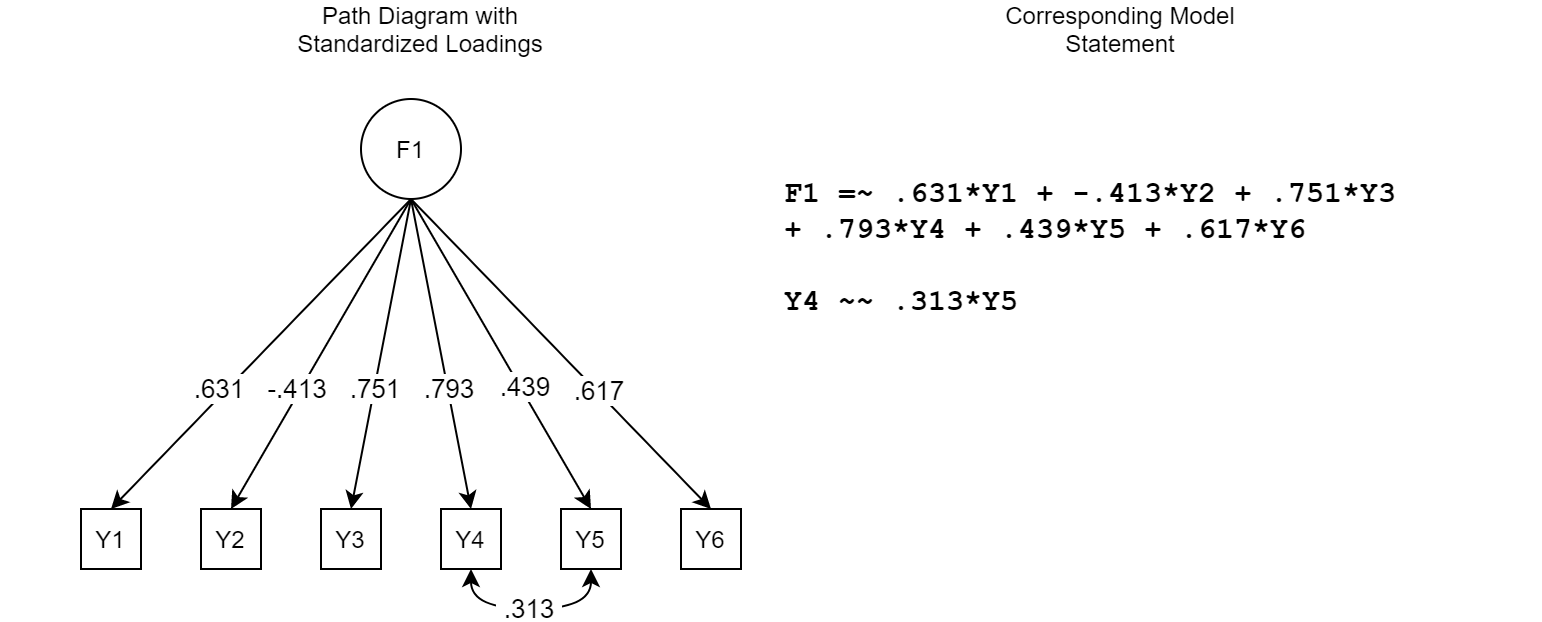 Path Diagram with
Standardized Loadings
Corresponding Model
Statement
F1
F1 =~ .631*Y1 + -.413*Y2 + .751*Y3
+ .793*Y4 + .439*Y5 + .617*Y6
Y4 ~~ .313*Y5
.631 -.413 .751 .793 .439 .617
Y1 Y2 Y3 Y4 Y5 Y6
.313